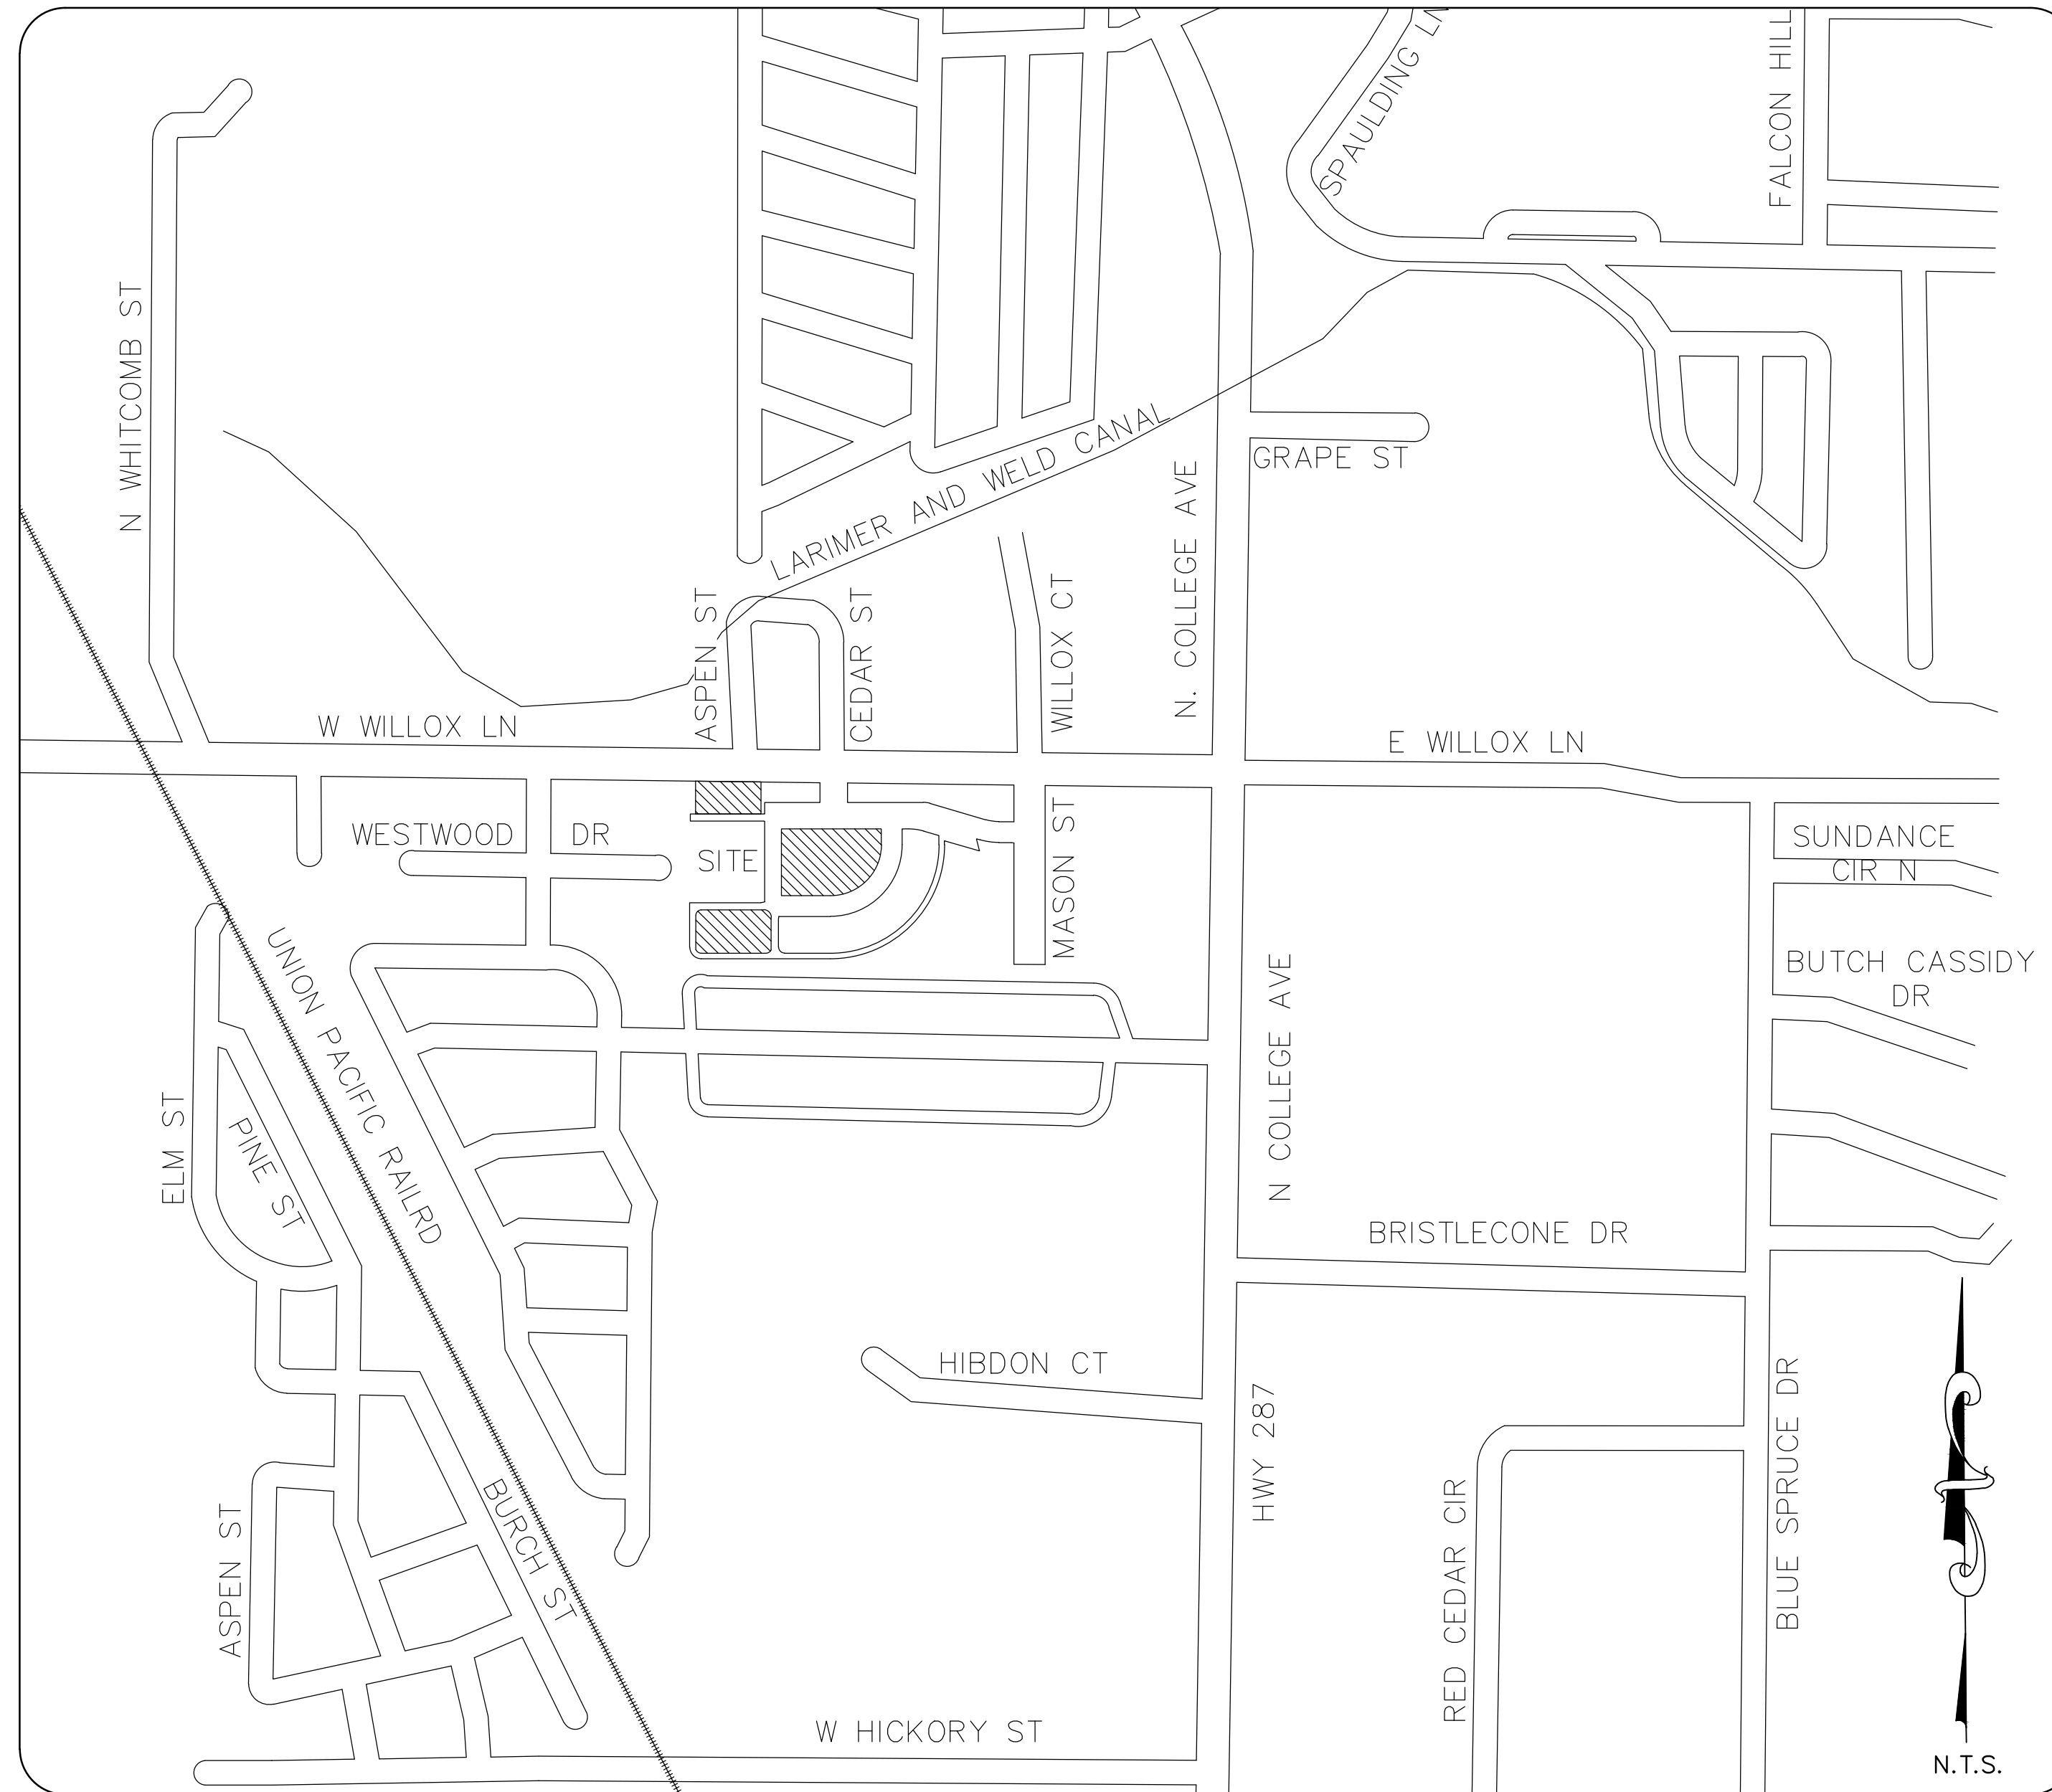 SPAULDING LN
FALCON HILL
N WHITCOMB ST
LARIMER AND WELD CANAL
GRAPE ST
N. COLLEGE AVE
ASPEN ST
CEDAR ST
WILLOX CT
W WILLOX LN
E WILLOX LN
WESTWOOD DR
SITE
MASON ST
SUNDANCE
CIR N
BUTCH CASSIDY
DR
UNION PACIFIC RAILRD
N COLLEGE AVE
ELM ST
PINE ST
BRISTLECONE DR
HIBDON CT
HWY 287
BLUE SPRUCE DR
RED CEDAR CIR
BURCH ST
ASPEN ST
W HICKORY ST
N.T.S.